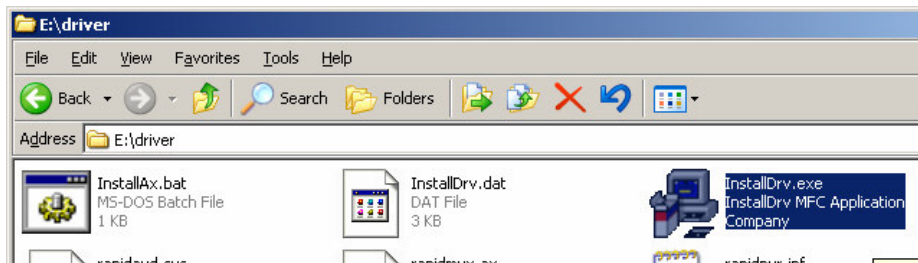 E:\driver
File Edit View Favorites Tools Help
Back Search Folders
Address E:\driver
InstallAx.bat
MS-DOS Batch File
1 KB
InstallDrv.dat
DAT File
3 KB
InstallDrv.exe
InstallDrv MFC Application
Company